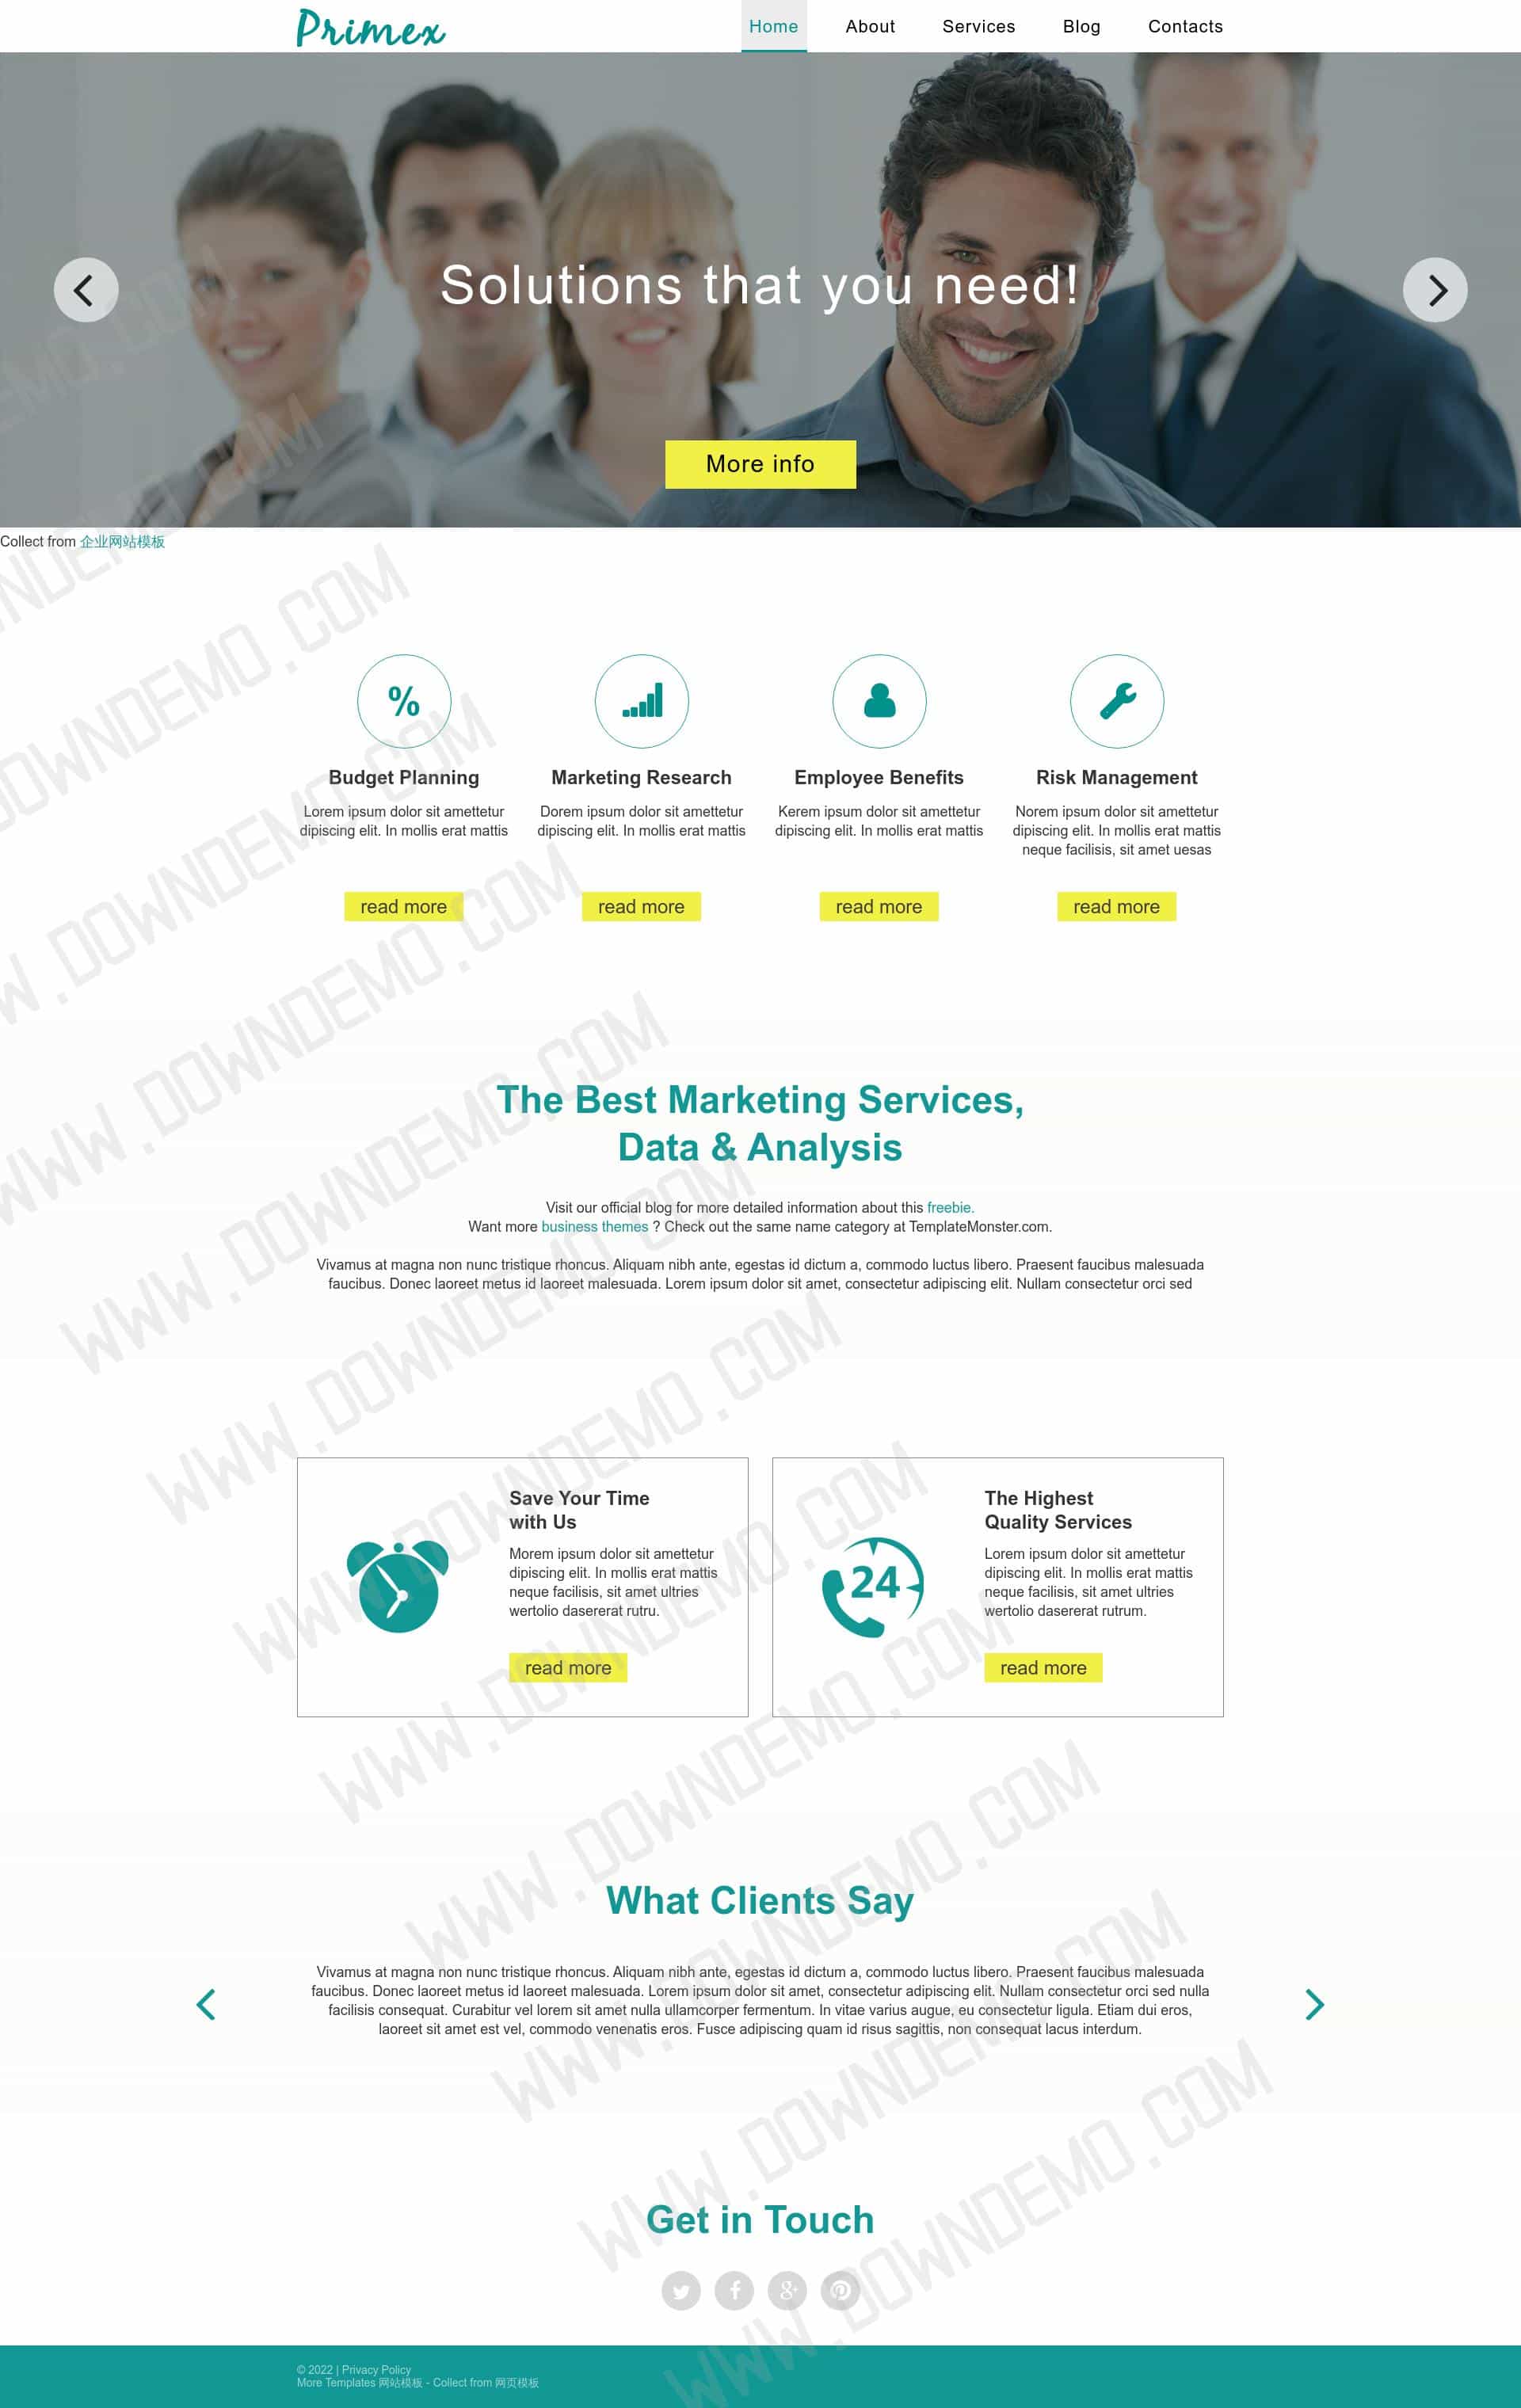 Primex
Home About Services Blog Contacts
Solutions that you need!
More info
Collect from 企业网站模板
%
Budget Planning
Lorem ipsum dolor sit amettetur
dipiscing elit. In mollis erat mattis
read more
Marketing Research
Dorem ipsum dolor sit amettetur
dipiscing elit. In mollis erat mattis
read more
Employee Benefits
Kerem ipsum dolor sit amettetur
dipiscing elit. In mollis erat mattis
read more
Risk Management
Norem ipsum dolor sit amettetur
dipiscing elit. In mollis erat mattis
neque facilisis, sit amet uesas
read more
The Best Marketing Services,
Data & Analysis
Visit our official blog for more detailed information about this freebie.
Want more business themes ? Check out the same name category at TemplateMonster.com.
Vivamus at magna non nunc tristique rhoncus. Aliquam nibh ante, egestas id dictum a, commodo luctus libero. Praesent faucibus malesuada
faucibus. Donec laoreet metus id laoreet malesuada. Lorem ipsum dolor sit amet, consectetur adipiscing elit. Nullam consectetur orci sed
Save Your Time
with Us
Morem ipsum dolor sit amettetur
dipiscing elit. In mollis erat mattis
neque facilisis, sit amet ultries
wertolio dasererat rutru.
read more
24
The Highest
Quality Services
Lorem ipsum dolor sit amettetur
dipiscing elit. In mollis erat mattis
neque facilisis, sit amet ultries
wertolio dasererat rutrum.
read more
What Clients Say
Vivamus at magna non nunc tristique rhoncus. Aliquam nibh ante, egestas id dictum a, commodo luctus libero. Praesent faucibus malesuada
faucibus. Donec laoreet metus id laoreet malesuada. Lorem ipsum dolor sit amet, consectetur adipiscing elit. Nullam consectetur orci sed nulla
facilisis consequat. Curabitur vel lorem sit amet nulla ullamcorper fermentum. In vitae varius augue, eu consectetur ligula. Etiam dui eros,
laoreet sit amet est vel, commodo venenatis eros. Fusce adipiscing quam id risus sagittis, non consequat lacus interdum.
Get in Touch
© 2022 | Privacy Policy
More Templates 网站模板 - Collect from 网页模板
WWW.DOWNDEMO.COM